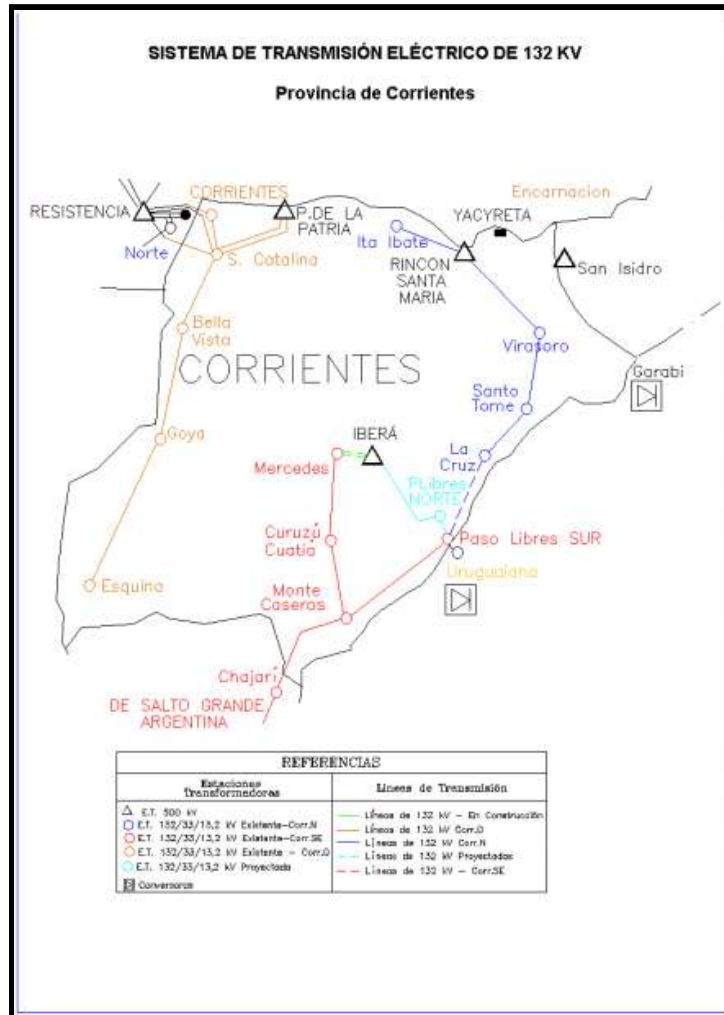 SISTEMA DE TRANSMISIÓN ELÉCTRICO DE 132 KV
Provincia de Corrientes
RESISTENCIA
CORRIENTES
P.DE LA
PATRIA
Norte
S. Catalina
Ita Ibate
YACYRETA
Encarnacion
RINCON
SANTA
MARIA
San Isidro
Bella
Vista
Virasoro
CORRIENTES
Garabi
Santo
Tome
Goya
IBERÁ
Mercedes
La
Cruz
PLibres
NORTE
Curuzú
Cuatia
Paso Libres SUR
Uruguaiana
Esquina
Monte
Caseros
Chajarí
DE SALTO GRANDE
ARGENTINA
REFERENCIAS
Estaciones
Transformadoras
Lineas de Transmisión
E.T. 500 kV
E.T. 132/33/13,2 kV Existente-Corr.N
E.T. 132/33/13,2 kV Existente-Corr.SE
E.T. 132/33/13,2 kV Existente - Corr.O
E.T. 132/33/13,2 kV Proyectada
Conversoras
Líneas de 132 kV - En Construcción
Líneas de 132 kV Corr.O
Líneas de 132 kV Corr.N
Líneas de 132 kV Proyectadas
Líneas de 132 kV - Corr.SE